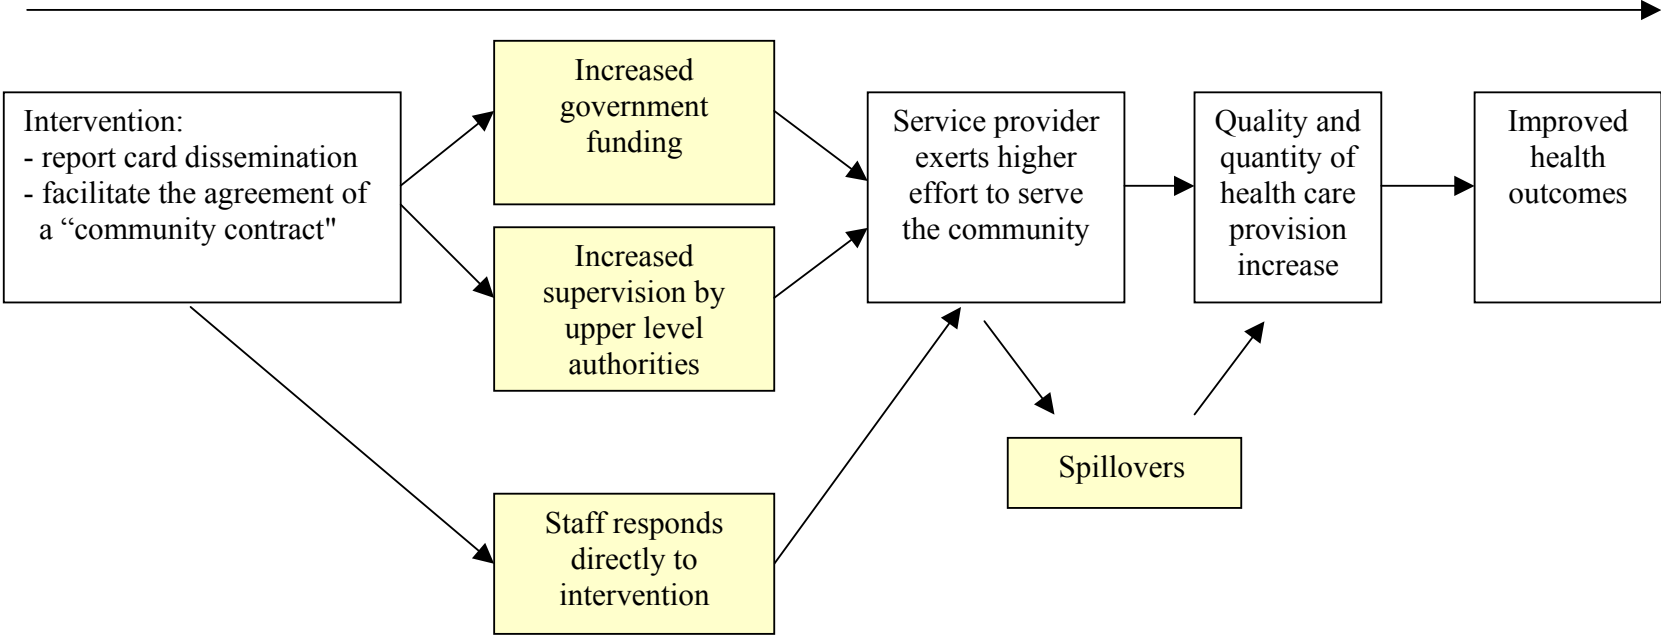 Intervention:
- report card dissemination
- facilitate the agreement of
a “community contract"
Increased
government
funding
Increased
supervision by
upper level
authorities
Staff responds
directly to
intervention
Service provider
exerts higher
effort to serve
the community
Spillovers
Quality and
quantity of
health care
provision
increase
Improved
health
outcomes